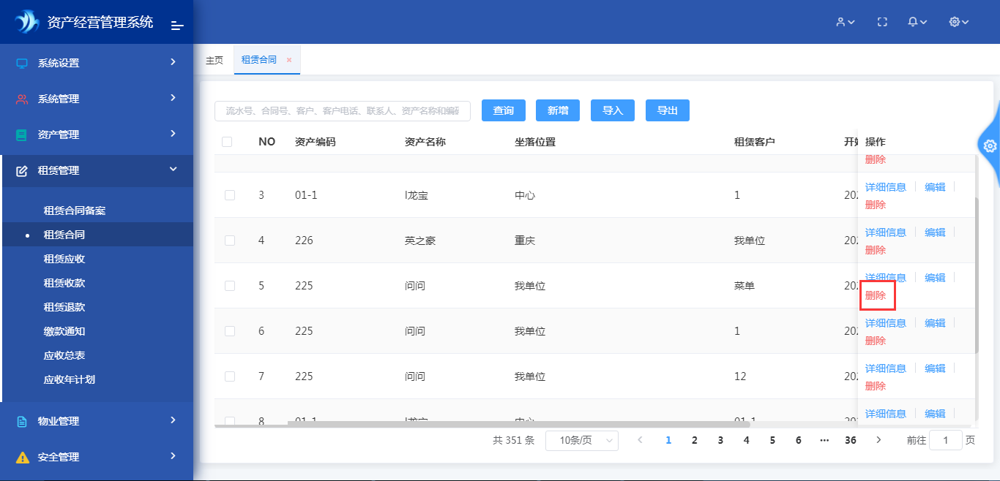 资产经营管理系统
系统设置
系统管理
资产管理
租赁管理
租赁合同备案
租赁合同
租赁应收
租赁收款
租赁退款
缴款通知
应收总表
应收年计划
物业管理
安全管理
主页 租赁合同
流水号、合同号、客户、客户电话、联系人、资产名称和编码 查询 新增 导入 导出
NO 资产编码 资产名称 坐落位置 租赁客户 开始 操作
删除
3 01-1 l龙宝 中心 1 202 详细信息 编辑
删除
4 226 英之豪 重庆 我单位 202 详细信息 编辑
删除
5 225 问问 我单位 菜单 202 详细信息 编辑
删除
6 225 问问 我单位 1 202 详细信息 编辑
删除
7 225 问问 我单位 12 202 详细信息 编辑
删除
8 01-1 l龙宝 中心 01-1 202 详细信息 编辑
共 351 条 10条/页 1 2 3 4 5 6 ··· 36 前往 1 页